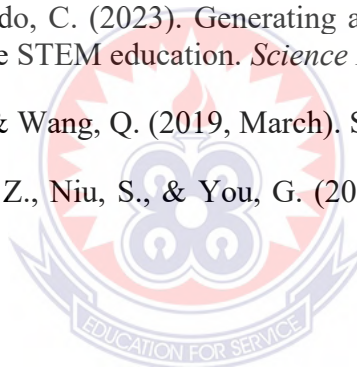 do, C. (2023). Generating a
e STEM education. Science
& Wang, Q. (2019, March). S
Z., Niu, S., & You, G. (20
EDUCATION FOR SERVICE